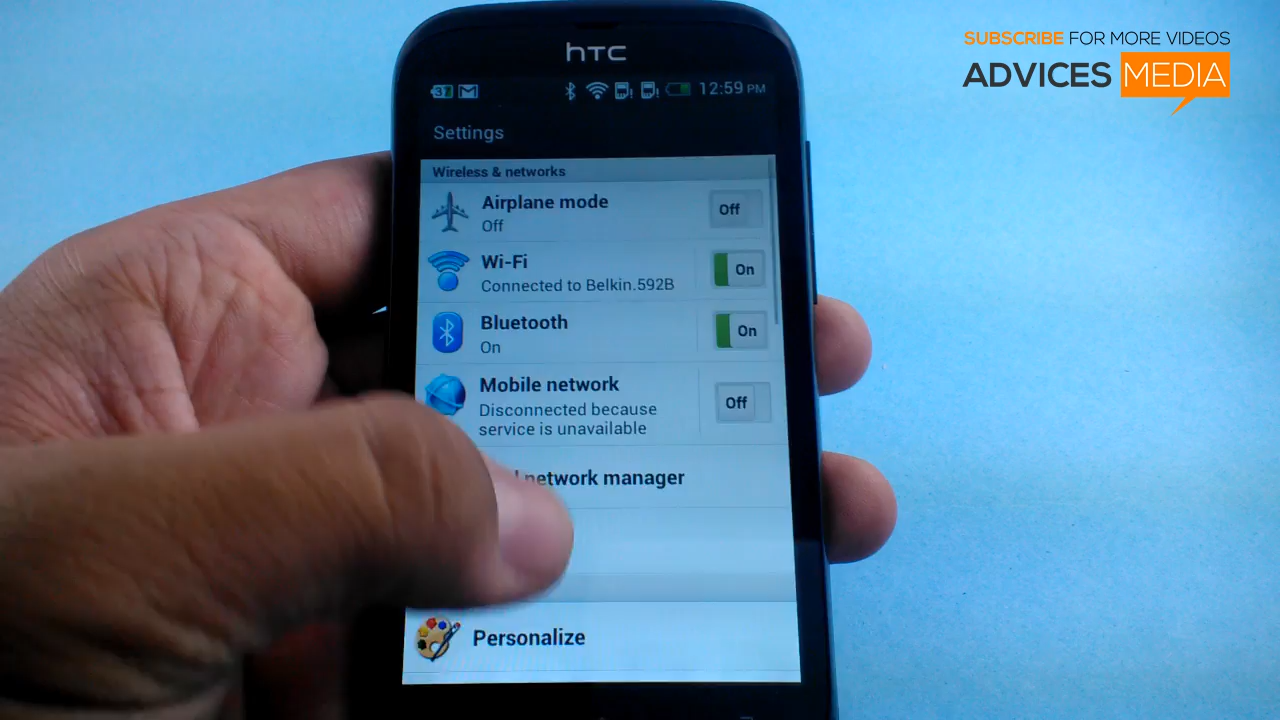 SUBSCRIBE FOR MORE VIDEOS
ADVICES MEDIA
hTC
37
12:59 PM
Settings
Wireless & networks
Airplane mode
Off
Off
Wi-Fi
Connected to Belkin.592B
On
Bluetooth
On
On
Mobile network
Disconnected because
service is unavailable
Off
network manager
Personalize